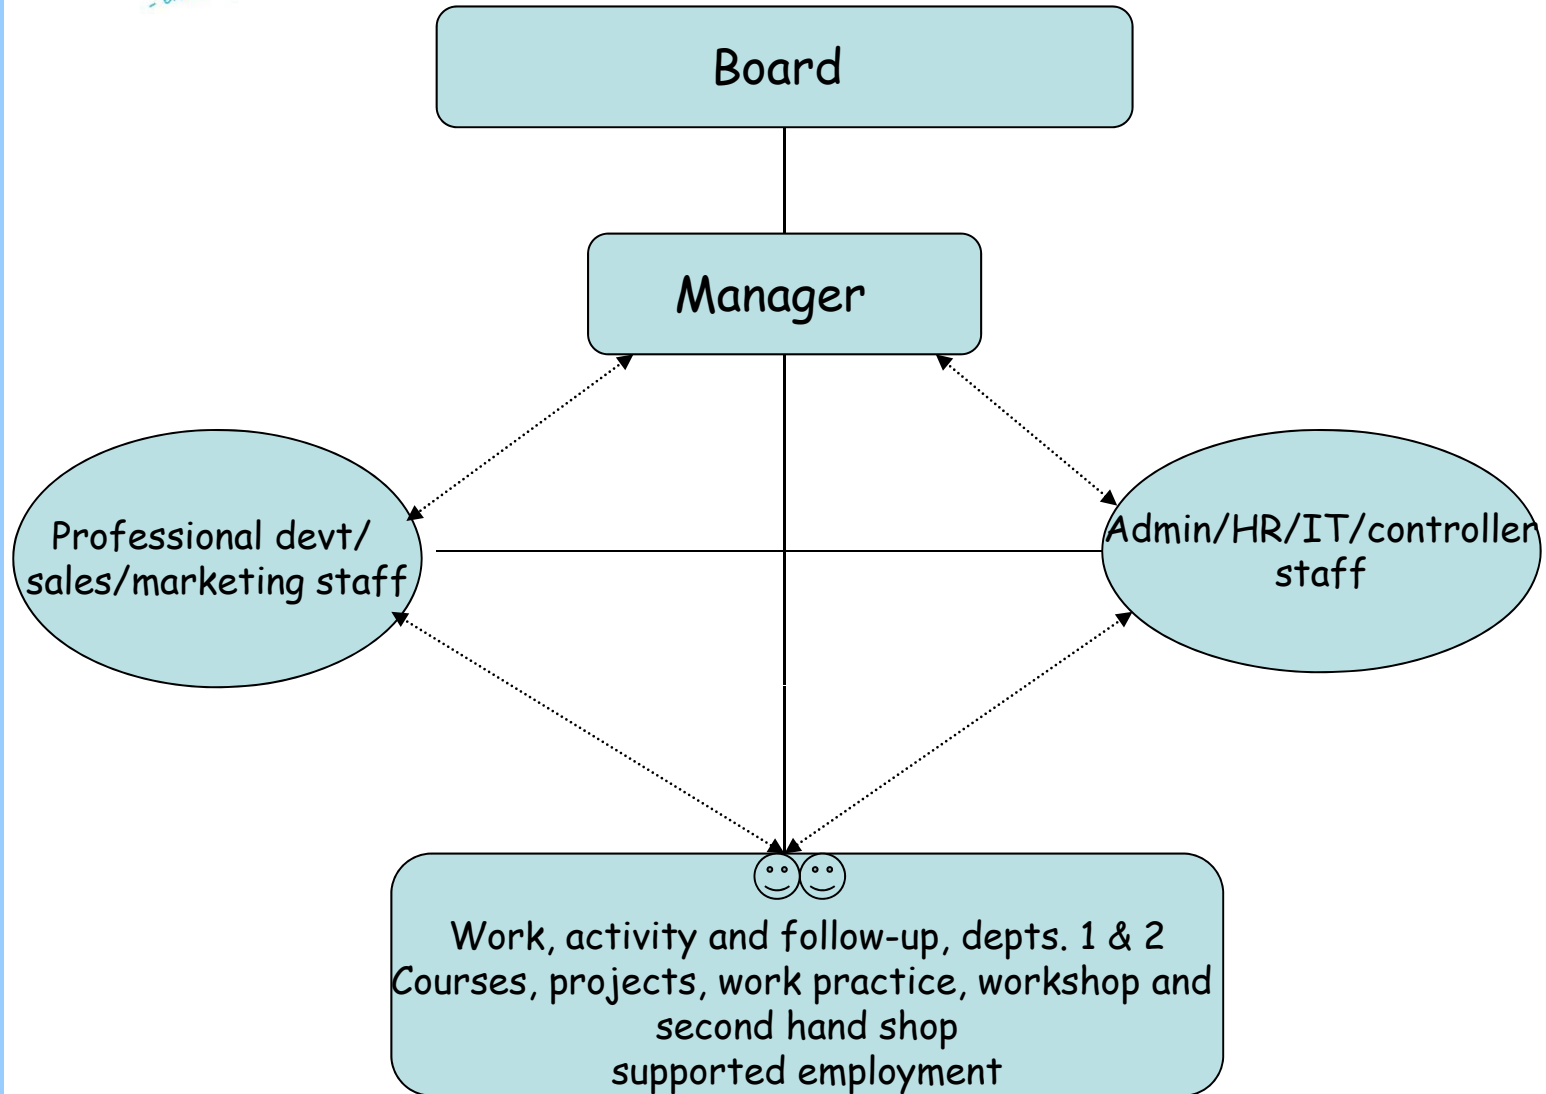 Board
Manager
Professional devt/
sales/marketing staff
Admin/HR/IT/controller
staff
Work, activity and follow-up, depts. 1 & 2
Courses, projects, work practice, workshop and
second hand shop
supported employment